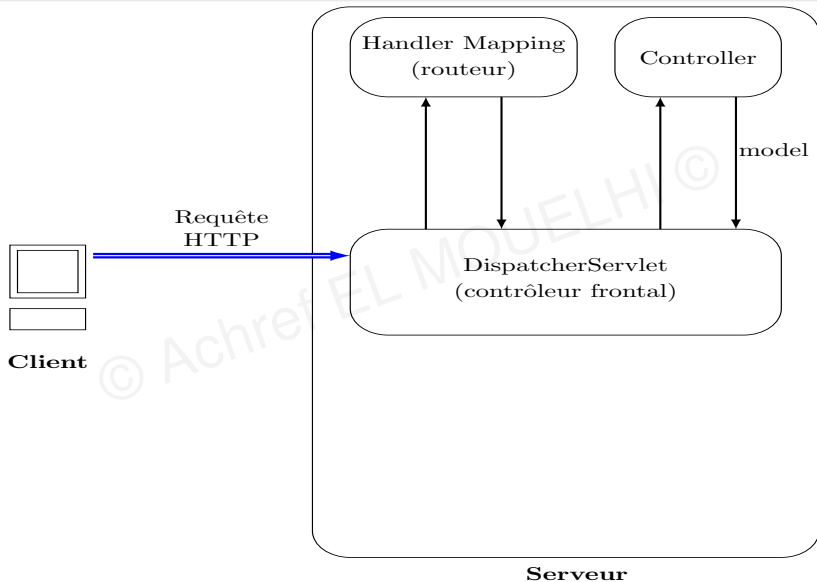 Handler Mapping
(routeur)
Controller
model
Requête
HTTP
DispatcherServlet
(contrôleur frontal)
Client
© Achref EL MOUELHI ©
Serveur